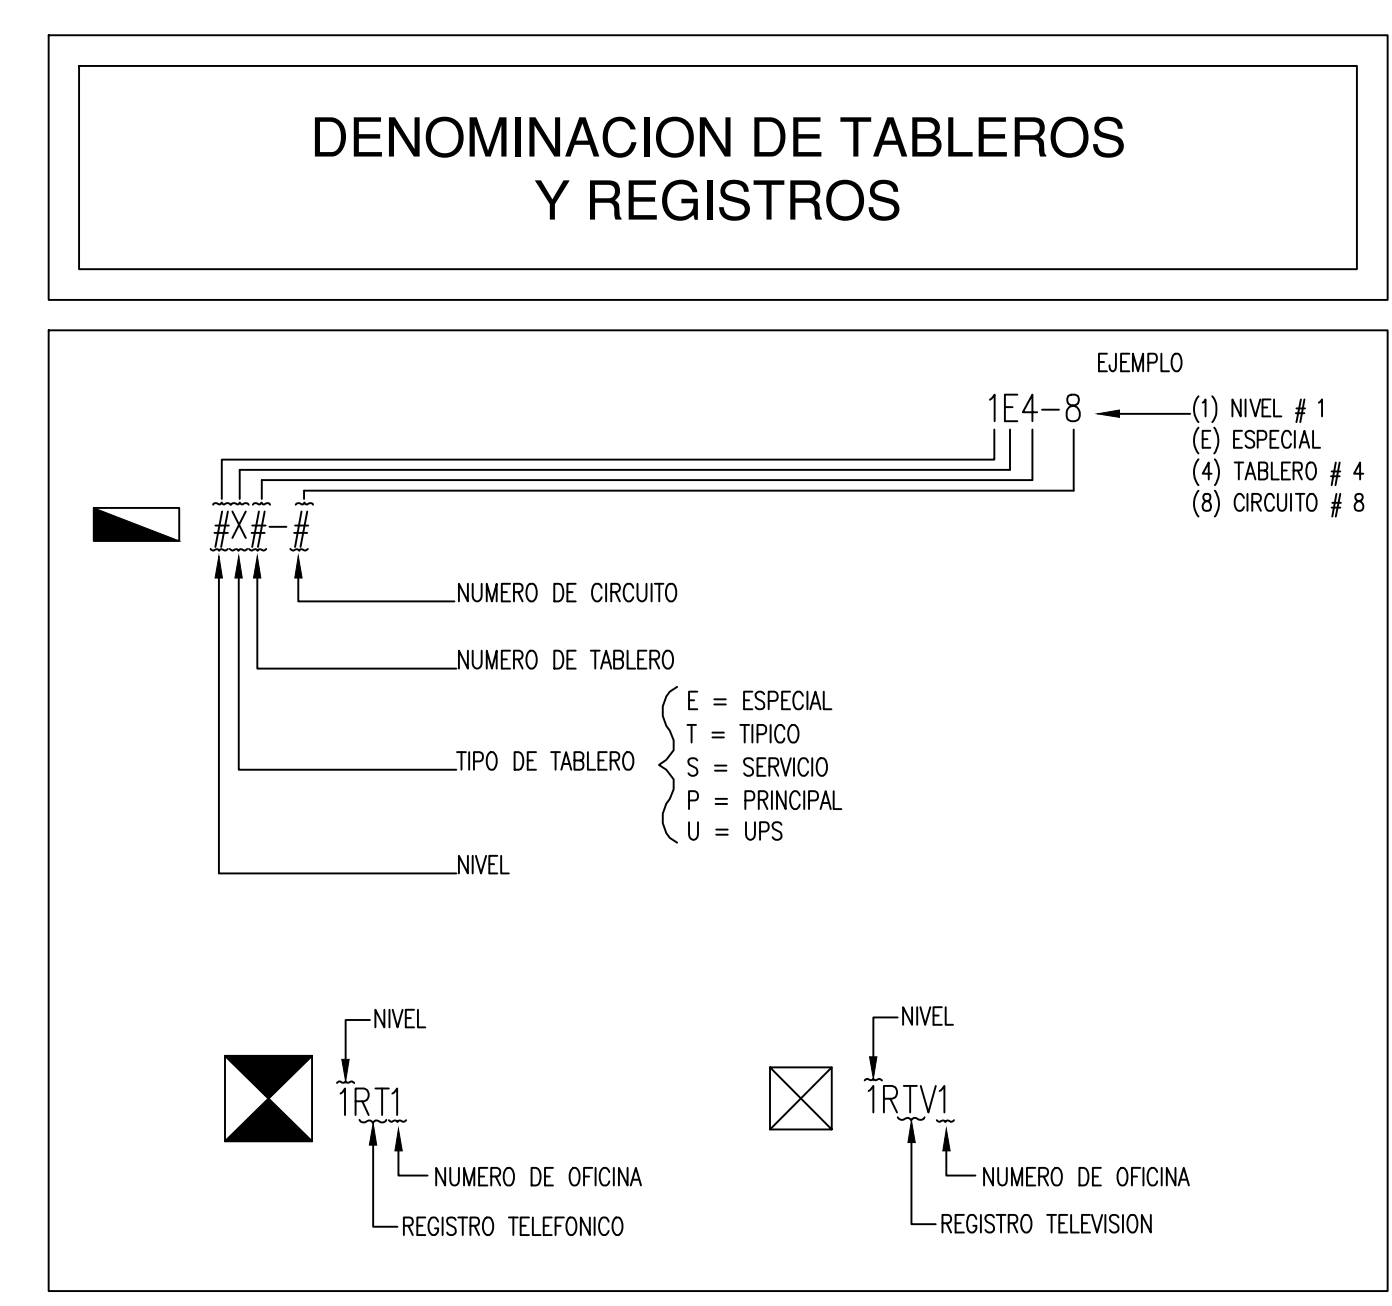 DENOMINACION DE TABLEROS
Y REGISTROS
EJEMPLO
1E4-8
(1) NIVEL # 1
(E) ESPECIAL
(4) TABLERO # 4
(8) CIRCUITO # 8
#X#-#
NUMERO DE CIRCUITO
NUMERO DE TABLERO
TIPO DE TABLERO
E = ESPECIAL
T = TIPICO
S = SERVICIO
P = PRINCIPAL
U = UPS
NIVEL
NIVEL
1RT1
NUMERO DE OFICINA
REGISTRO TELEFONICO
NIVEL
1RTV1
NUMERO DE OFICINA
REGISTRO TELEVISION